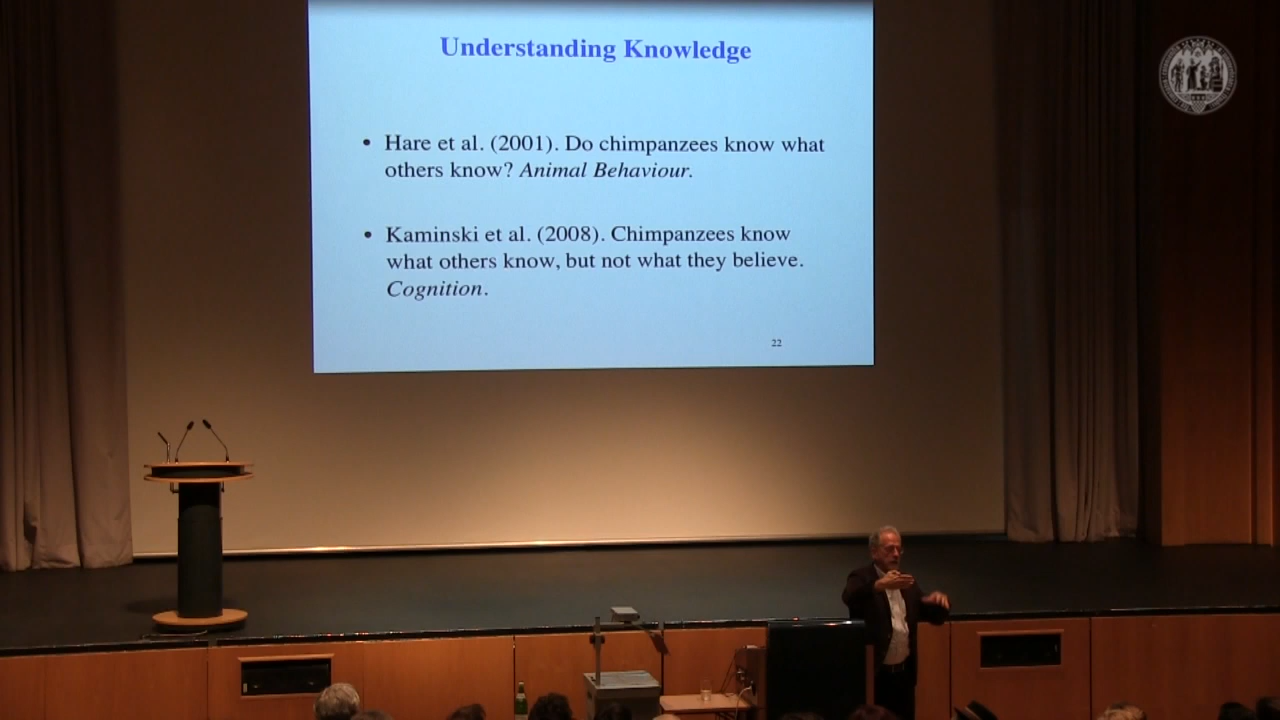 Understanding Knowledge
• Hare et al. (2001). Do chimpanzees know what
others know? Animal Behaviour.
• Kaminski et al. (2008). Chimpanzees know
what others know, but not what they believe.
Cognition.
22